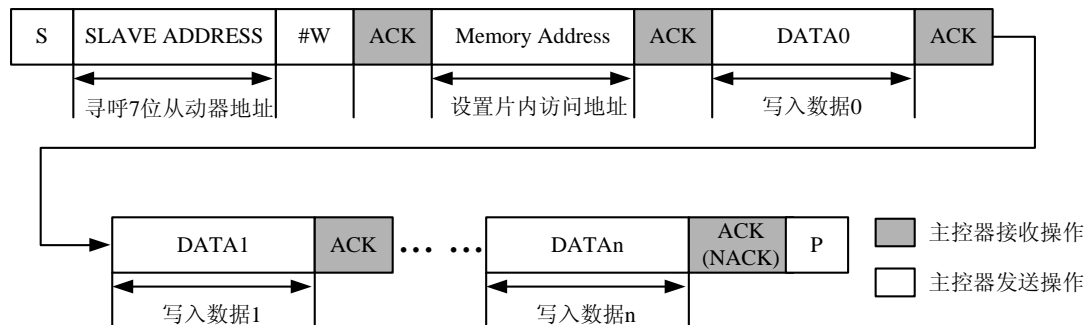 S SLAVE ADDRESS #W ACK Memory Address ACK DATA0 ACK
寻呼7位从动器地址 设置片内访问地址 写入数据0
DATA1 ACK … … DATAn ACK (NACK) P
写入数据1 写入数据n
主控器接收操作
主控器发送操作